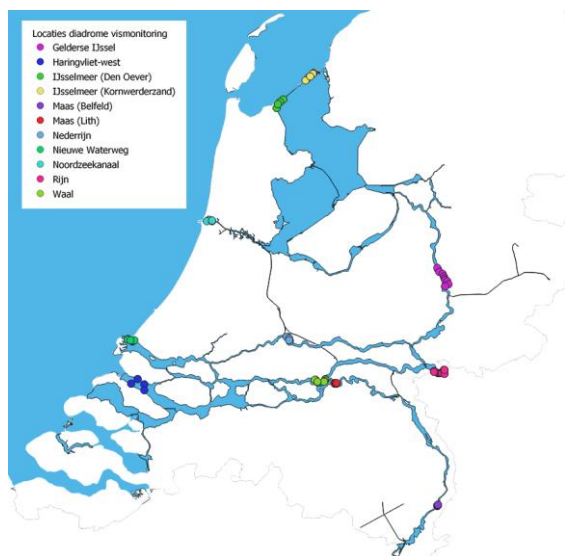 Locaties diadrome vismonitoring
Gelderse IJssel
Haringvliet-west
IJsselmeer (Den Oever)
IJsselmeer (Kornwerderzand)
Maas (Belfeld)
Maas (Lith)
Nederrijn
Nieuwe Waterweg
Noordzeekanaal
Rijn
Waal